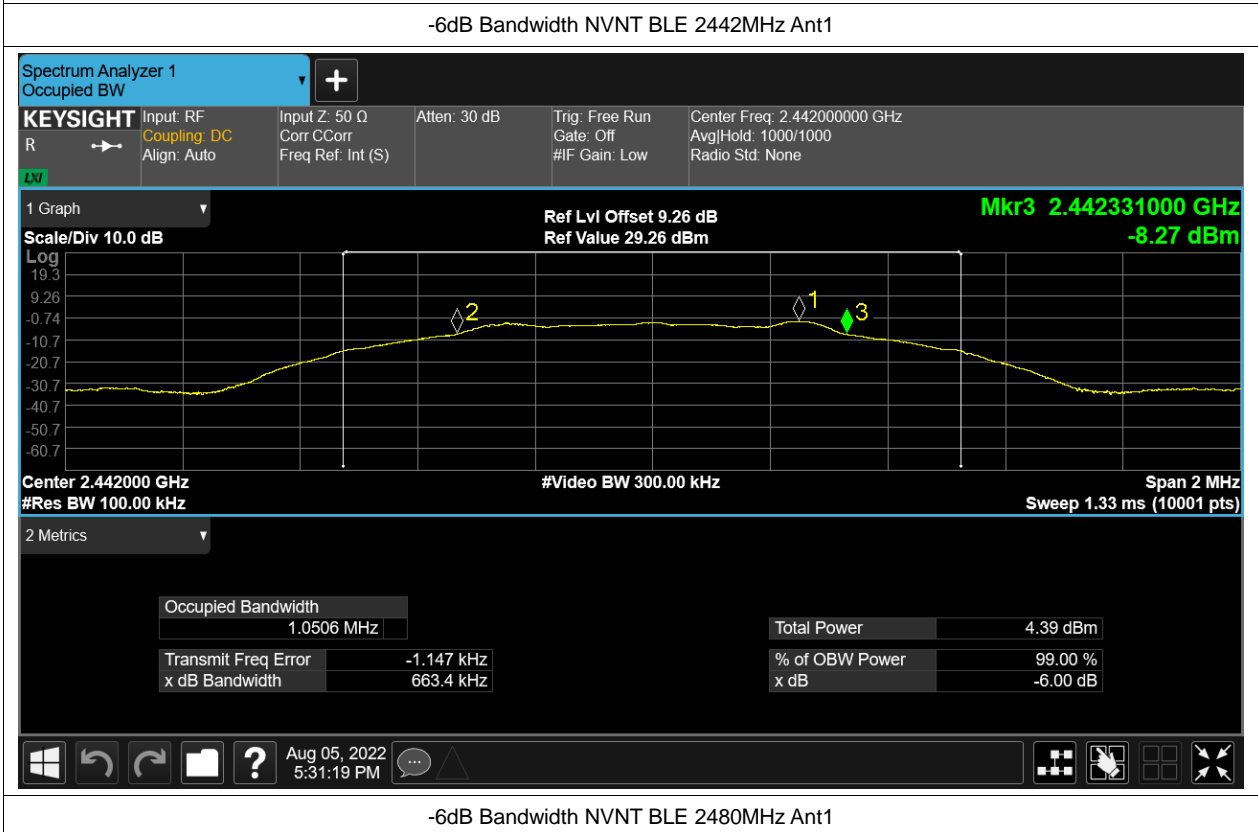 -6dB Bandwidth NVNT BLE 2442MHz Ant1
Spectrum Analyzer 1
Occupied BW
KEYSIGHT
R
LXI
Input: RF
Coupling: DC
Align: Auto
Input Z: 50 Ω
Corr CCorr
Freq Ref: Int (S)
Atten: 30 dB
Trig: Free Run
Gate: Off
#IF Gain: Low
Center Freq: 2.442000000 GHz
Avg|Hold: 1000/1000
Radio Std: None
1 Graph
Scale/Div 10.0 dB
Ref Lvl Offset 9.26 dB
Ref Value 29.26 dBm
Mkr3 2.442331000 GHz
-8.27 dBm
Log
19.3
9.26
-0.74
-10.7
-20.7
-30.7
-40.7
-50.7
-60.7
2
1
3
Center 2.442000 GHz
#Res BW 100.00 kHz
#Video BW 300.00 kHz
Span 2 MHz
Sweep 1.33 ms (10001 pts)
2 Metrics
Occupied Bandwidth
1.0506 MHz
Transmit Freq Error -1.147 kHz
x dB Bandwidth 663.4 kHz
Total Power 4.39 dBm
% of OBW Power 99.00 %
x dB -6.00 dB
?
Aug 05, 2022
5:31:19 PM
-6dB Bandwidth NVNT BLE 2480MHz Ant1